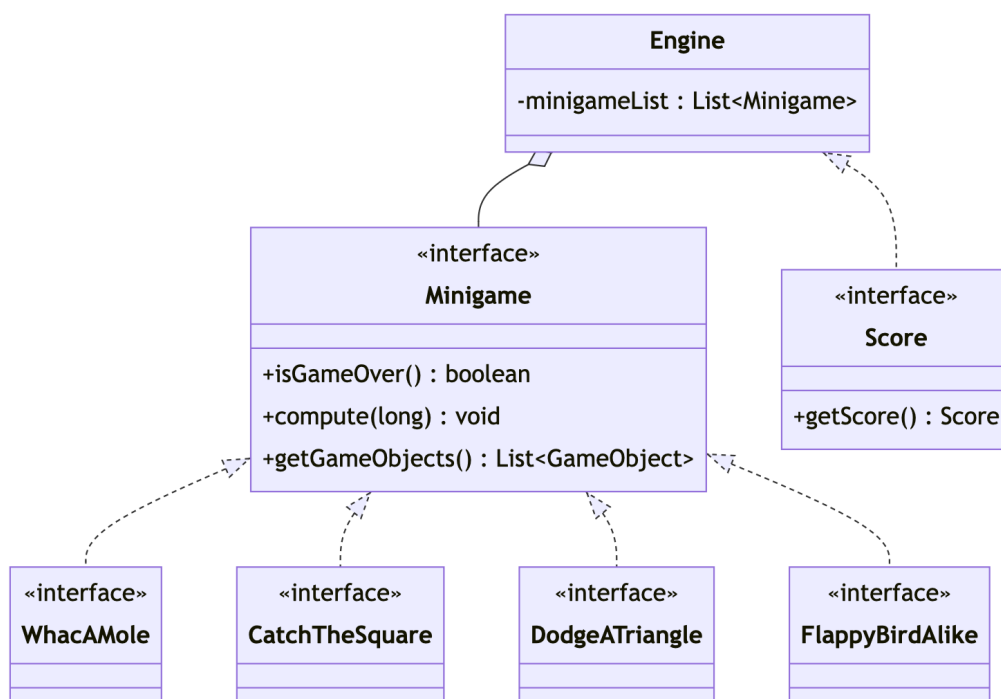 Engine
-minigameList : List<Minigame>
«interface»
Minigame
+isGameOver() : boolean
+compute(long) : void
+getGameObjects() : List<GameObject>
«interface»
Score
+getScore() : Score
«interface»
WhacAMole
«interface»
CatchTheSquare
«interface»
DodgeATriangle
«interface»
FlappyBirdAlike